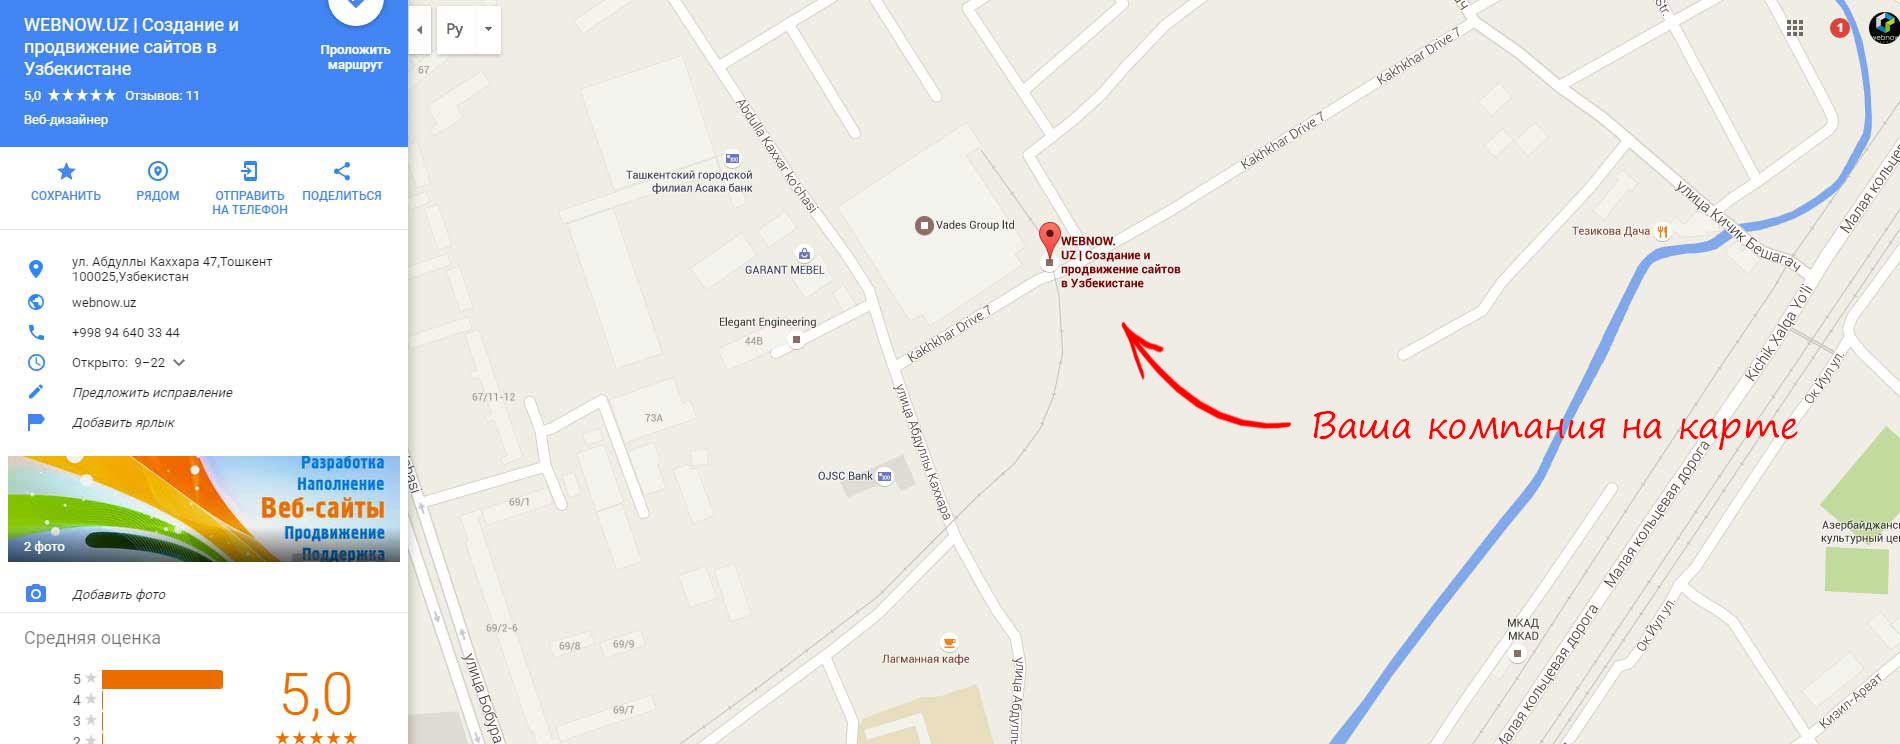 WEBNOW.UZ | Создание и
продвижение сайтов в
Узбекистане
Проложить
маршрут
5,0 ★★★★★ Отзывов: 11
Веб-дизайнер
СОХРАНИТЬ
РЯДОМ
ОТПРАВИТЬ
НА ТЕЛЕФОН
ПОДЕЛИТЬСЯ
ул. Абдуллы Каххара 47,Тошкент
100025,Узбекистан
webnow.uz
+998 94 640 33 44
Открыто: 9–22
Предложить исправление
Добавить ярлык
Разработка
Наполнение
Веб-сайты
Продвижение
Поддержка
2 фото
Добавить фото
Средняя оценка
5 ★
4 ★
3 ★
2 ★
5,0
★★★★★
Ру
1
webnow
67
Str.
Abdulla Kaxxar ko'chasi
Kakhkhar Drive 7
Kakhkhar Drive 7
Kakhkhar Drive 7
Ташкентский городской
филиал Асака банк
Vades Group ltd
GARANT MEBEL
WEBNOW.
UZ | Создание и
продвижение сайтов
в Узбекистане
Elegant Engineering
44В
67/11-12
73А
улица Абдуллы Каххара
OJSC Bank
69/1
69/2-6
69/8
69/9
69/7
Лагманная кафе
улица Бобура
Тезикова Дача
улица Кичик Бешагач
Kichik Xalqa Yo'li
Ок Йул ул.
Ваша компания на карте
Малая кольцевая дорога
Малая кольцевая дорога
Ок Йул ул.
МКАД
MKAD
Кизил-Арват